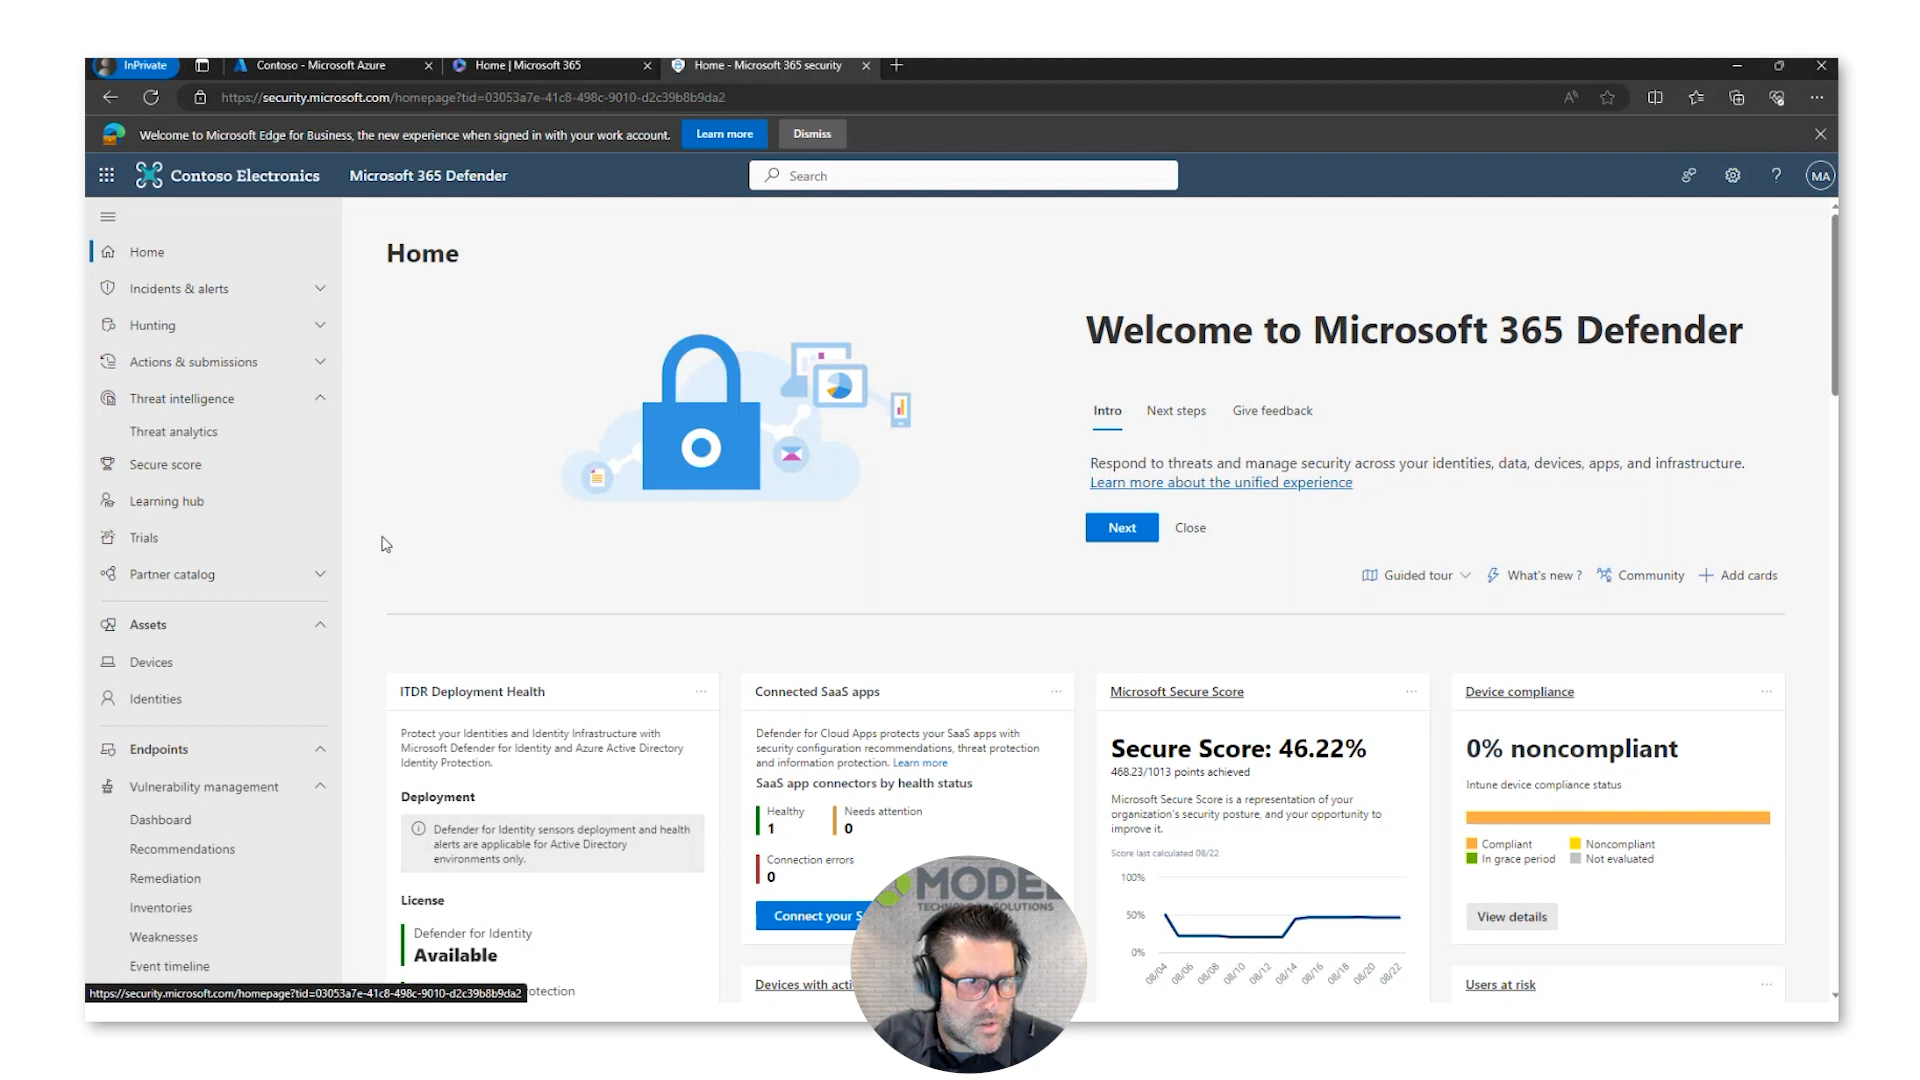 InPrivate
Contoso - Microsoft Azure
Home | Microsoft 365
Home - Microsoft 365 security
https://security.microsoft.com/homepage?tid=03053a7e-41c8-498c-9010-d2c39b8b9da2
Welcome to Microsoft Edge for Business, the new experience when signed in with your work account.
Learn more
Dismiss
Contoso Electronics
Microsoft 365 Defender
Search
MA
Home
Incidents & alerts
Hunting
Actions & submissions
Threat intelligence
Threat analytics
Secure score
Learning hub
Trials
Partner catalog
Assets
Devices
Identities
Endpoints
Vulnerability management
Dashboard
Recommendations
Remediation
Inventories
Weaknesses
Event timeline
https://security.microsoft.com/homepage?tid=03053a7e-41c8-498c-9010-d2c39b8b9da2
Home
Welcome to Microsoft 365 Defender
Intro
Next steps
Give feedback
Respond to threats and manage security across your identities, data, devices, apps, and infrastructure.
Learn more about the unified experience
Next
Close
Guided tour
What's new ?
Community
Add cards
ITDR Deployment Health
Protect your Identities and Identity Infrastructure with
Microsoft Defender for Identity and Azure Active Directory
Identity Protection.
Deployment
Defender for Identity sensors deployment and health
alerts are applicable for Active Directory
environments only.
License
Defender for Identity
Available
otection
Connected SaaS apps
Defender for Cloud Apps protects your SaaS apps with
security configuration recommendations, threat protection
and information protection. Learn more
SaaS app connectors by health status
Healthy
1
Needs attention
0
Connection errors
0
Connect your S
Devices with acti
MODEL
TECHNOLOGY SOLUTIONS
Microsoft Secure Score
Secure Score: 46.22%
468.23/1013 points achieved
Microsoft Secure Score is a representation of your
organization's security posture, and your opportunity to
improve it.
Score last calculated 08/22
100%
50%
0%
08/04
08/06
08/08
08/10
08/12
08/14
08/16
08/18
08/20
08/22
Device compliance
0% noncompliant
Intune device compliance status
Compliant
Noncompliant
In grace period
Not evaluated
View details
Users at risk